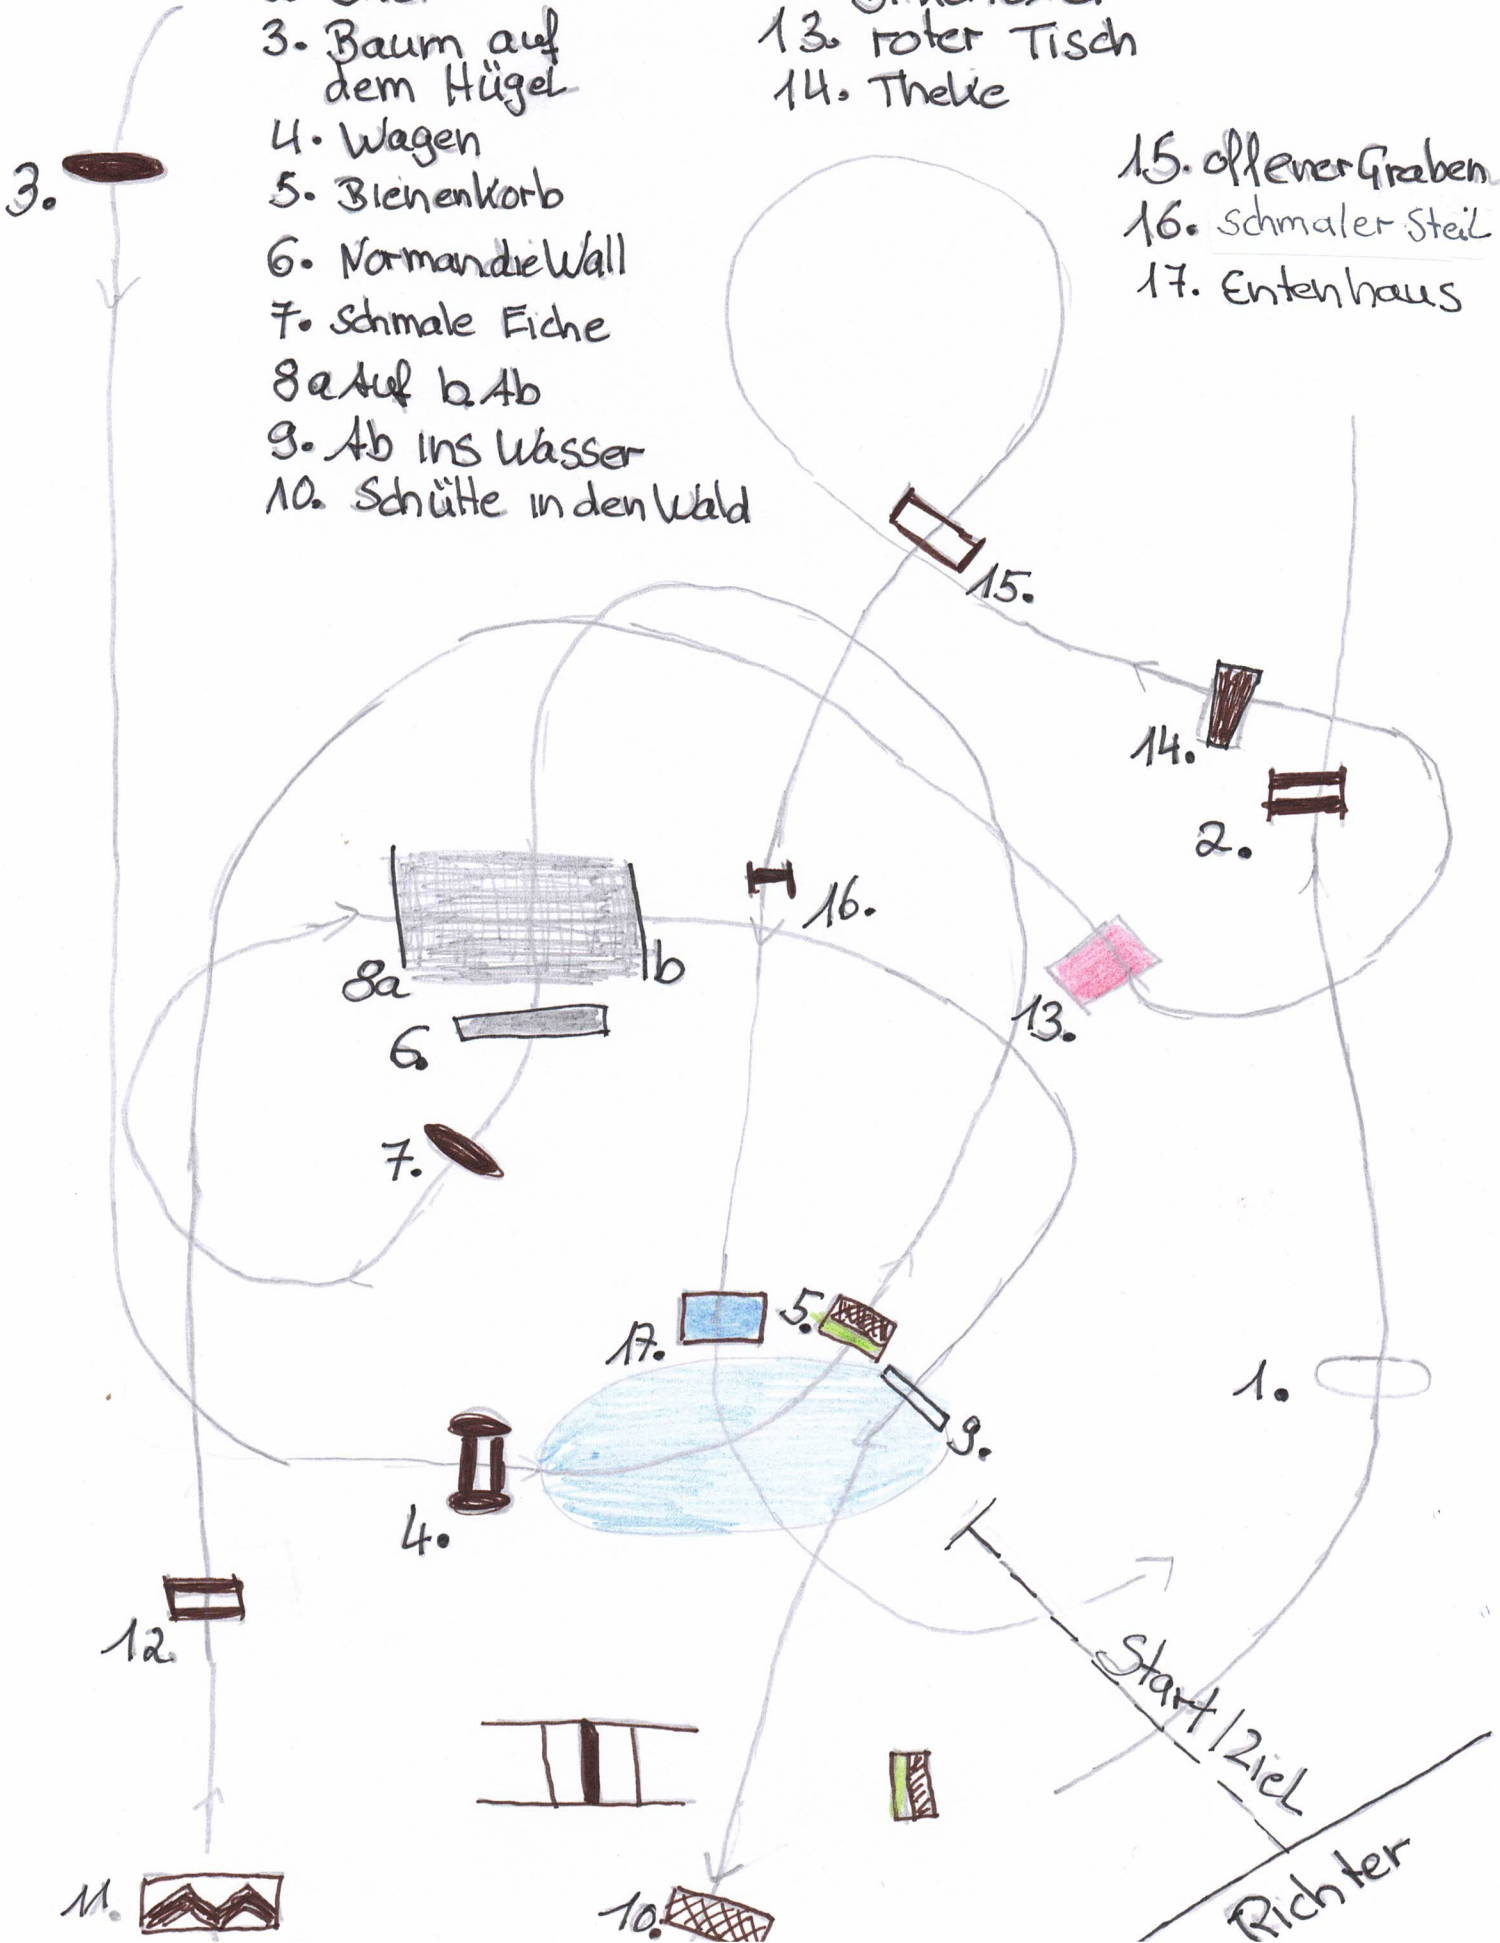 3. Baum auf
dem Hügel
4. Wagen
5. Bienenkorb
6. NormandieWall
7. Schmale Eiche
8a Auf b. Ab
9. Ab ins Wasser
10. Schütte in den Wald
13. roter Tisch
14. Theke
15. offener Graben
16. schmaler Steil
17. Entenhaus
3.
15.
14.
2.
16.
8a
b
13.
6.
7.
17.
5.
1.
9.
4.
12.
Start/Ziel
11.
10.
Richter